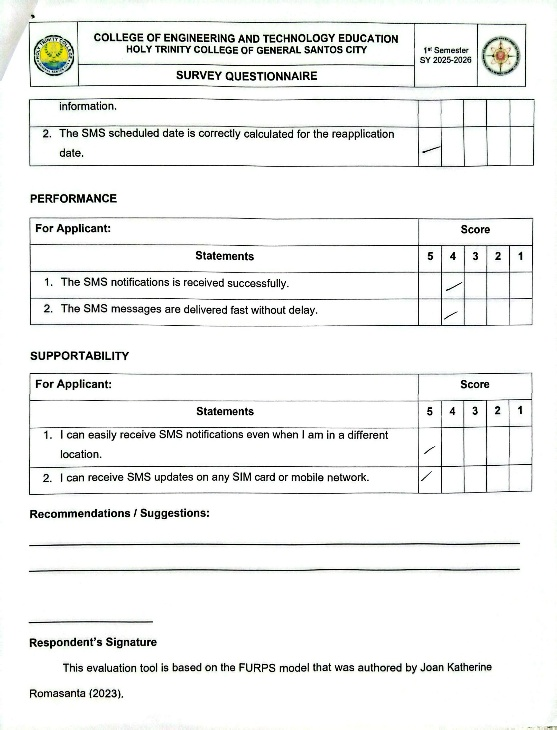 COLLEGE OF ENGINEERING AND TECHNOLOGY EDUCATION
HOLY TRINITY COLLEGE OF GENERAL SANTOS CITY
SURVEY QUESTIONNAIRE
1st Semester
SY 2025-2026
information.
2. The SMS scheduled date is correctly calculated for the reapplication
date.
PERFORMANCE
For Applicant: Score
Statements 5 4 3 2 1
1. The SMS notifications is received successfully.
2. The SMS messages are delivered fast without delay.
SUPPORTABILITY
For Applicant: Score
Statements 5 4 3 2 1
1. I can easily receive SMS notifications even when I am in a different
location.
2. I can receive SMS updates on any SIM card or mobile network.
Recommendations / Suggestions:
Respondent's Signature
This evaluation tool is based on the FURPS model that was authored by Joan Katherine
Romasanta (2023).